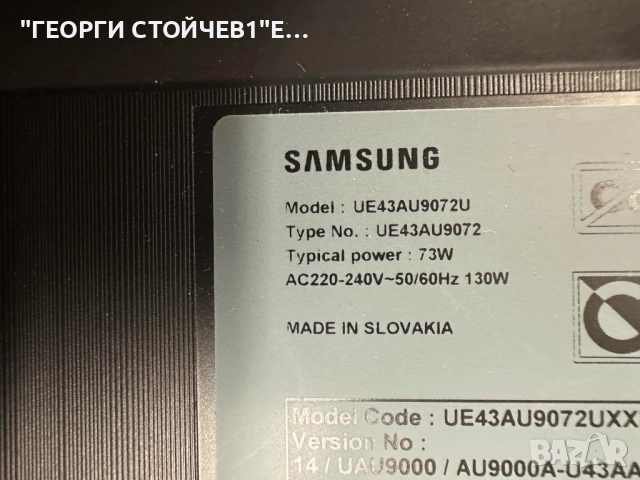 "ГЕОРГИ СТОЙЧЕВ1"Е...
SAMSUNG
Model : UE43AU9072U
Type No. : UE43AU9072
Typical power : 73W
AC220-240V~50/60Hz 130W
MADE IN SLOVAKIA
Model Code : UE43AU9072UXX
Version No :
14 / UAU9000 / AU9000A-U43AA
BAZAR